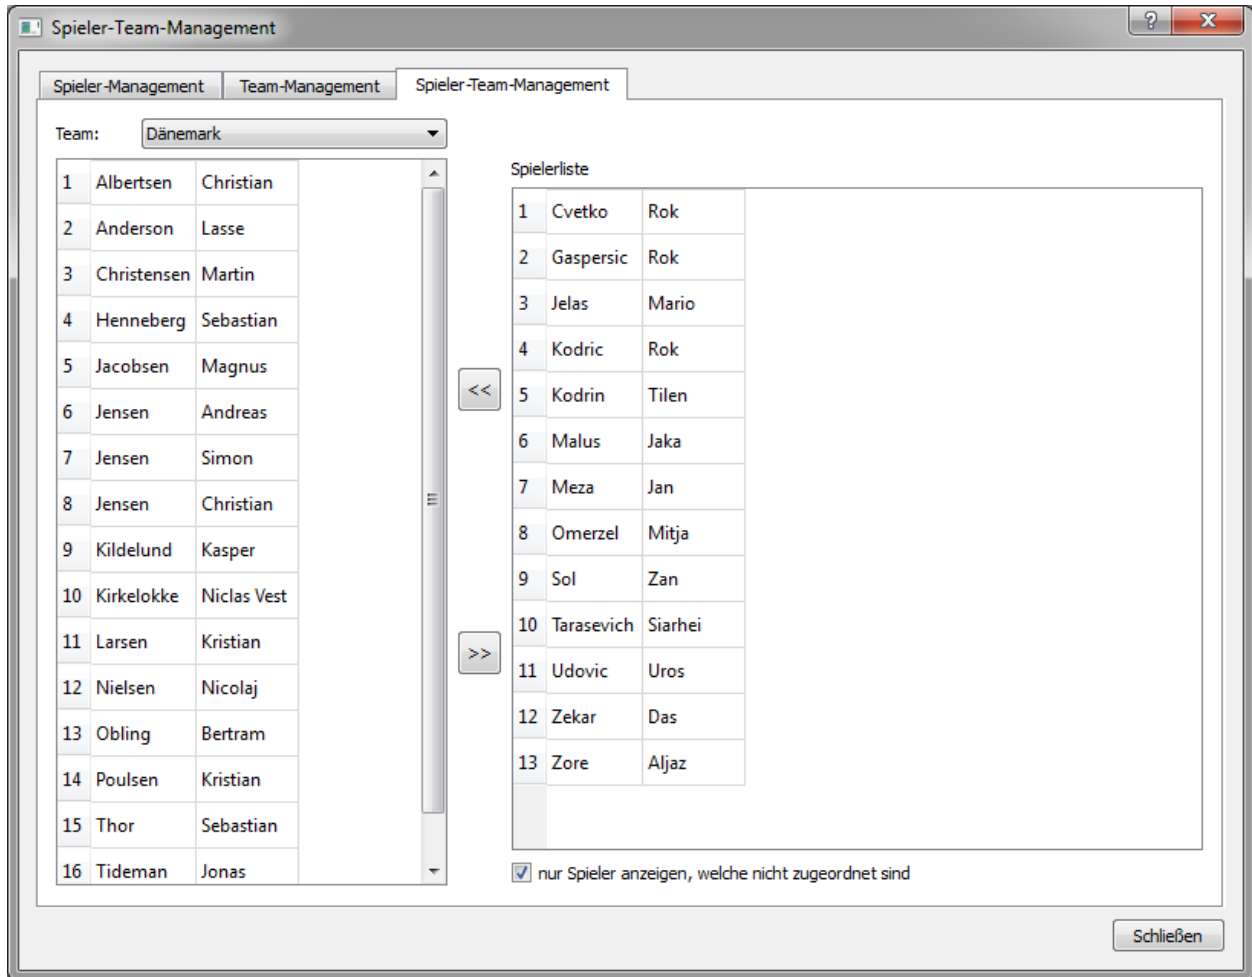 Spieler-Team-Management
?
X
Spieler-Management Team-Management Spieler-Team-Management
Team: Dänemark
1 Albertsen Christian
2 Anderson Lasse
3 Christensen Martin
4 Henneberg Sebastian
5 Jacobsen Magnus
6 Jensen Andreas
7 Jensen Simon
8 Jensen Christian
9 Kildelund Kasper
10 Kirkelokke Niclas Vest
11 Larsen Kristian
12 Nielsen Nicolaj
13 Obling Bertram
14 Poulsen Kristian
15 Thor Sebastian
16 Tideman Jonas
<<
>>
Spielerliste
1 Cvetko Rok
2 Gaspersic Rok
3 Jelas Mario
4 Kodric Rok
5 Kodrin Tilen
6 Malus Jaka
7 Meza Jan
8 Omerzel Mitja
9 Sol Zan
10 Tarasevich Siarhei
11 Udovic Uros
12 Zekar Das
13 Zore Aljaz
nur Spieler anzeigen, welche nicht zugeordnet sind
Schließen